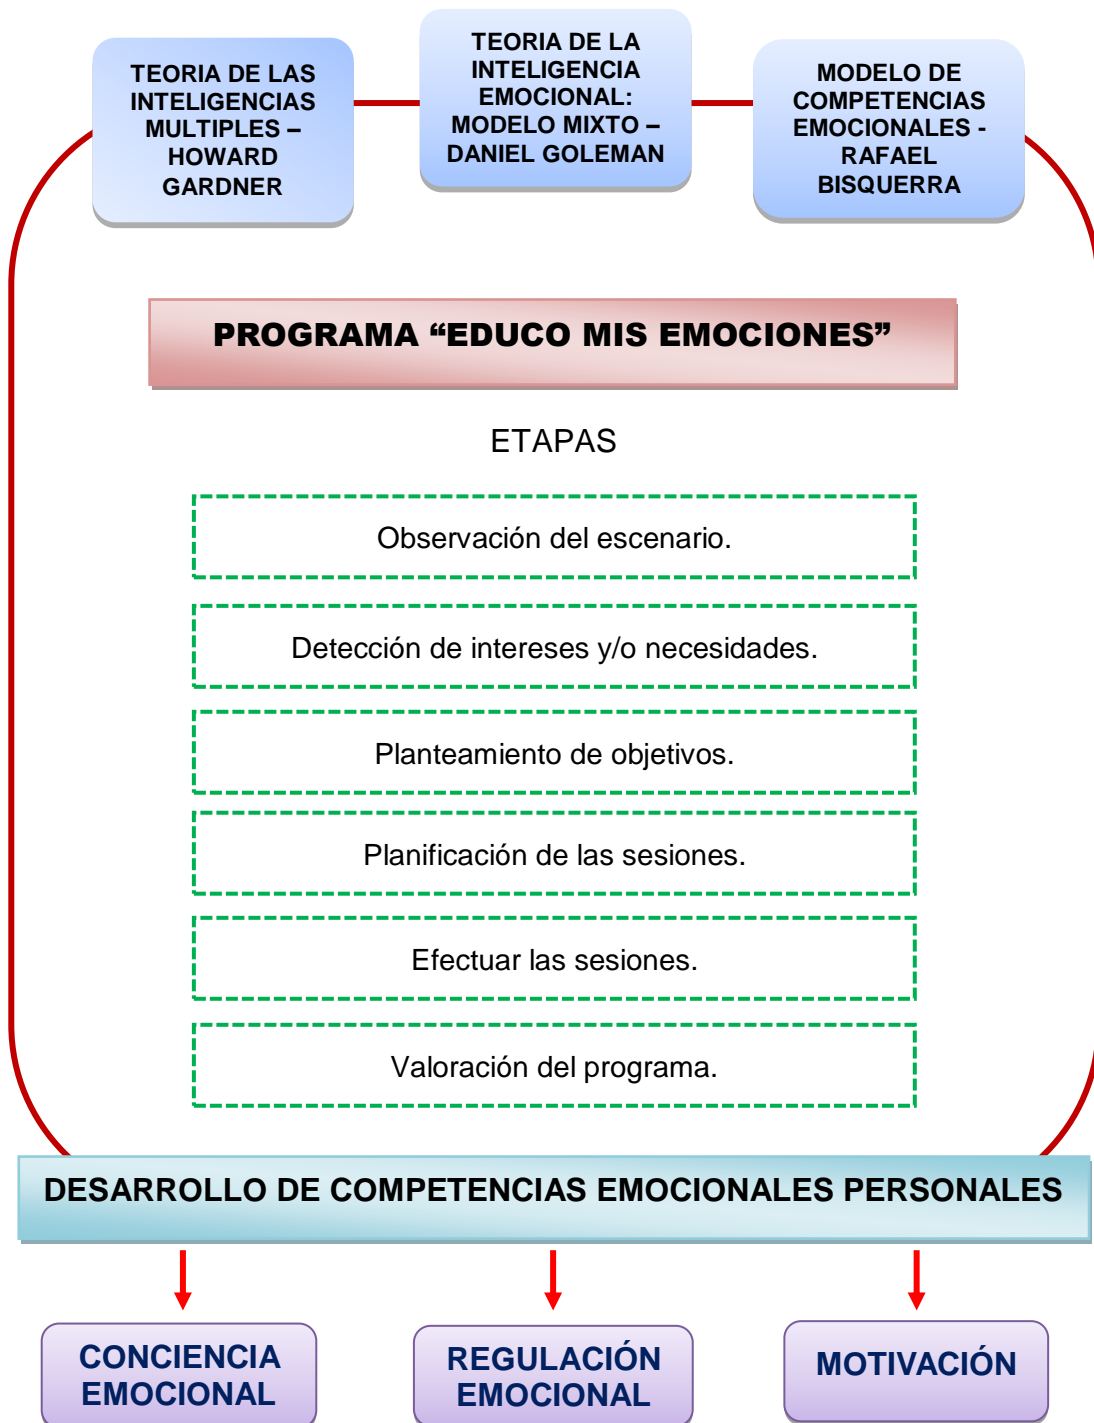 TEORIA DE LAS
INTELIGENCIAS
MULTIPLES –
HOWARD
GARDNER
TEORIA DE LA
INTELIGENCIA
EMOCIONAL:
MODELO MIXTO –
DANIEL GOLEMAN
MODELO DE
COMPETENCIAS
EMOCIONALES -
RAFAEL
BISQUERRA
PROGRAMA “EDUCO MIS EMOCIONES”
ETAPAS
Observación del escenario.
Detección de intereses y/o necesidades.
Planteamiento de objetivos.
Planificación de las sesiones.
Efectuar las sesiones.
Valoración del programa.
DESARROLLO DE COMPETENCIAS EMOCIONALES PERSONALES
CONCIENCIA
EMOCIONAL
REGULACIÓN
EMOCIONAL
MOTIVACIÓN